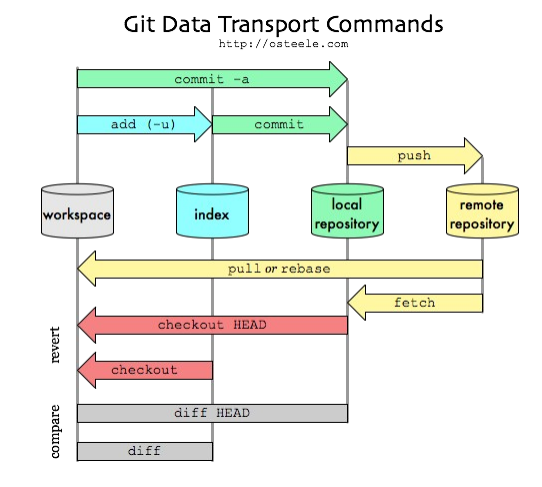 Git Data Transport Commands
http://osteele.com
commit -a
add (-u)
commit
push
workspace
index
local
repository
remote
repository
pull or rebase
fetch
revert
checkout HEAD
checkout
compare
diff HEAD
diff